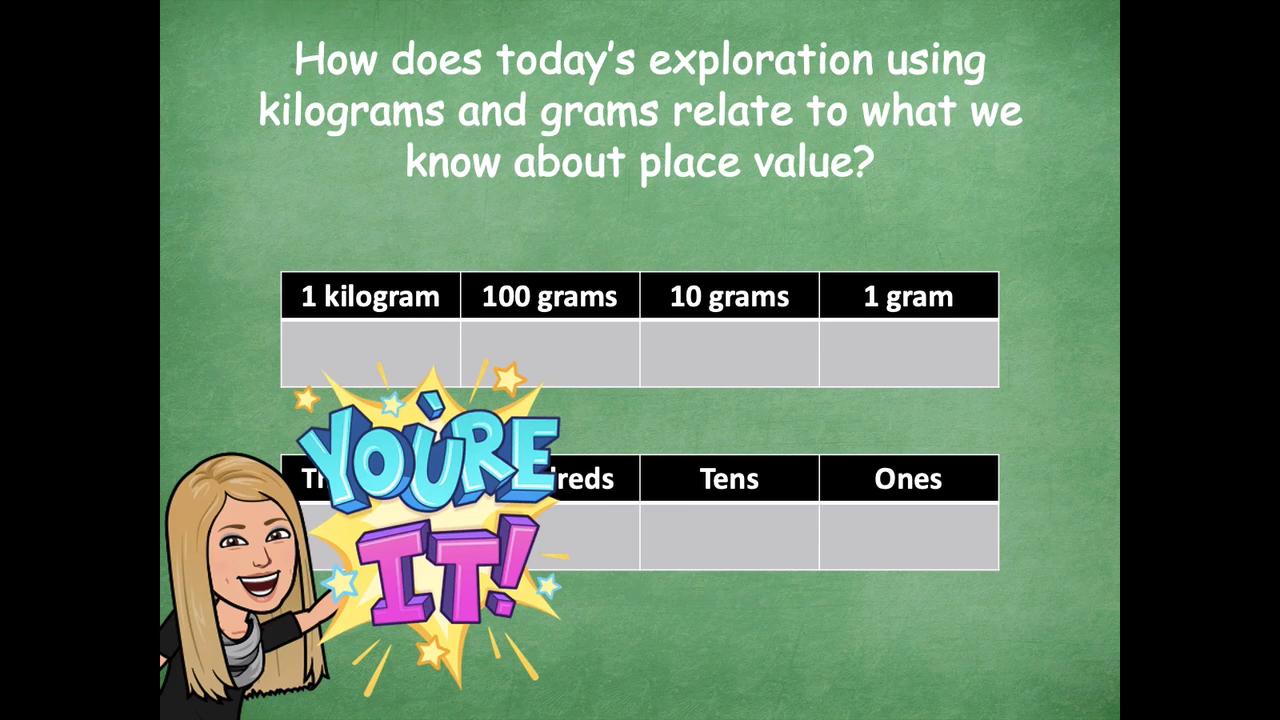 How does today's exploration using
kilograms and grams relate to what we
know about place value?
1 kilogram 100 grams 10 grams 1 gram
Tens Ones
YOU'RE
IT!